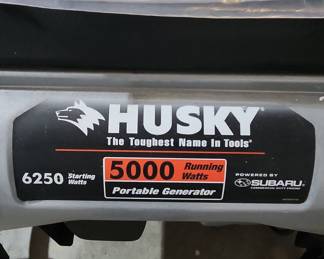 HUSKY
The Toughest Name In Tools®
6250 Starting Watts
5000 Running Watts
Portable Generator
POWERED BY
SUBARU